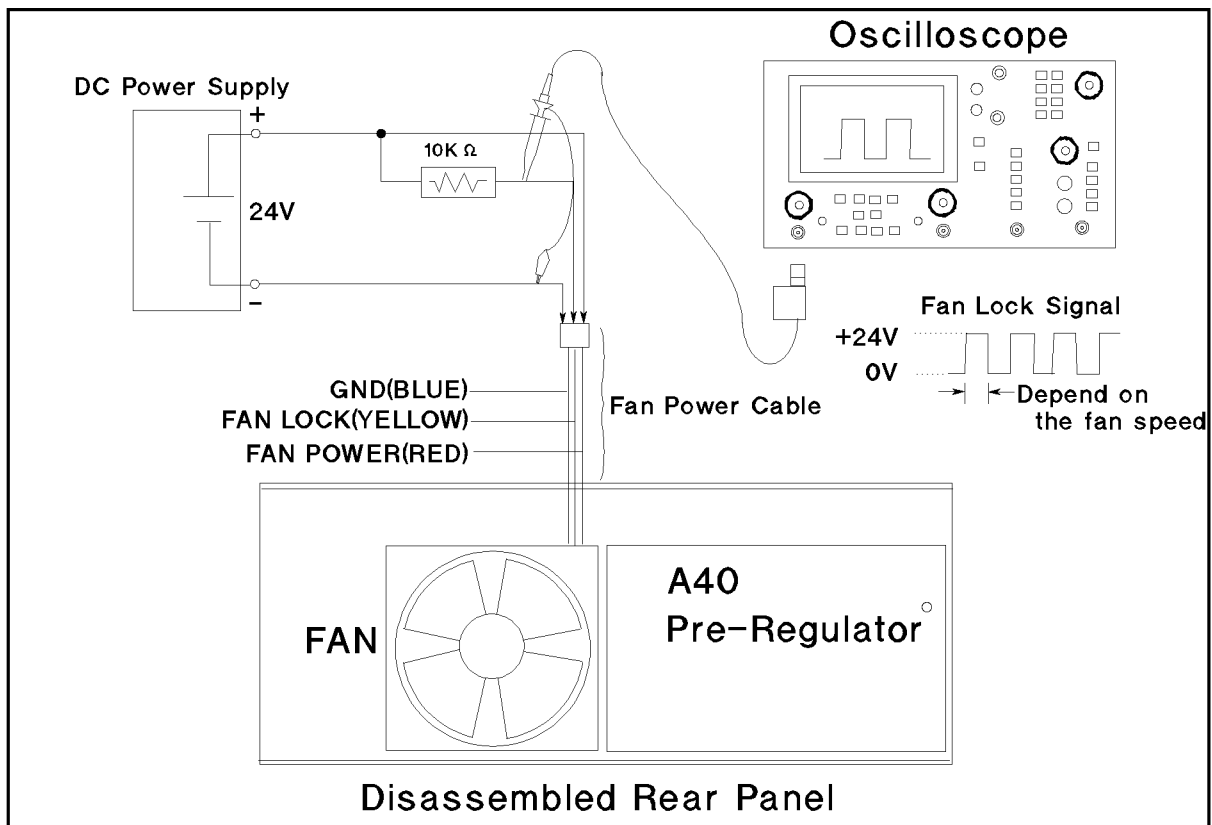 Oscilloscope
DC Power Supply
+
10K Ω
24V
−
Fan Lock Signal
+24V
0V
Depend on
the fan speed
GND(BLUE)
FAN LOCK(YELLOW)
FAN POWER(RED)
Fan Power Cable
FAN
A40
Pre−Regulator
Disassembled Rear Panel